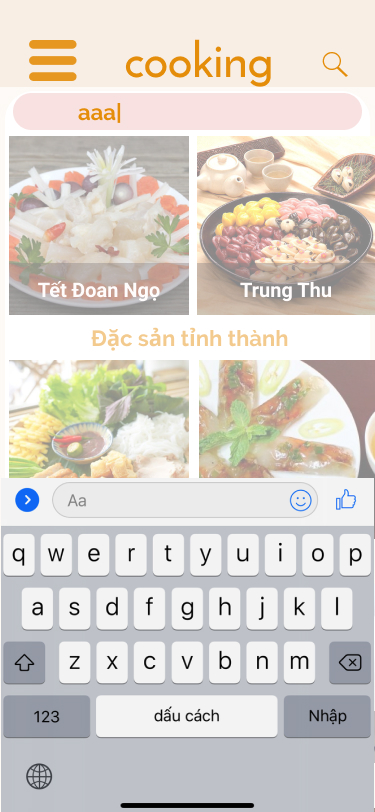 cooking
aaa
Tết Đoan Ngọ
Trung Thu
Đặc sản tỉnh thành
Aa
q w e r t y u i o p
a s d f g h j k l
z x c v b n m
123 dấu cách Nhập